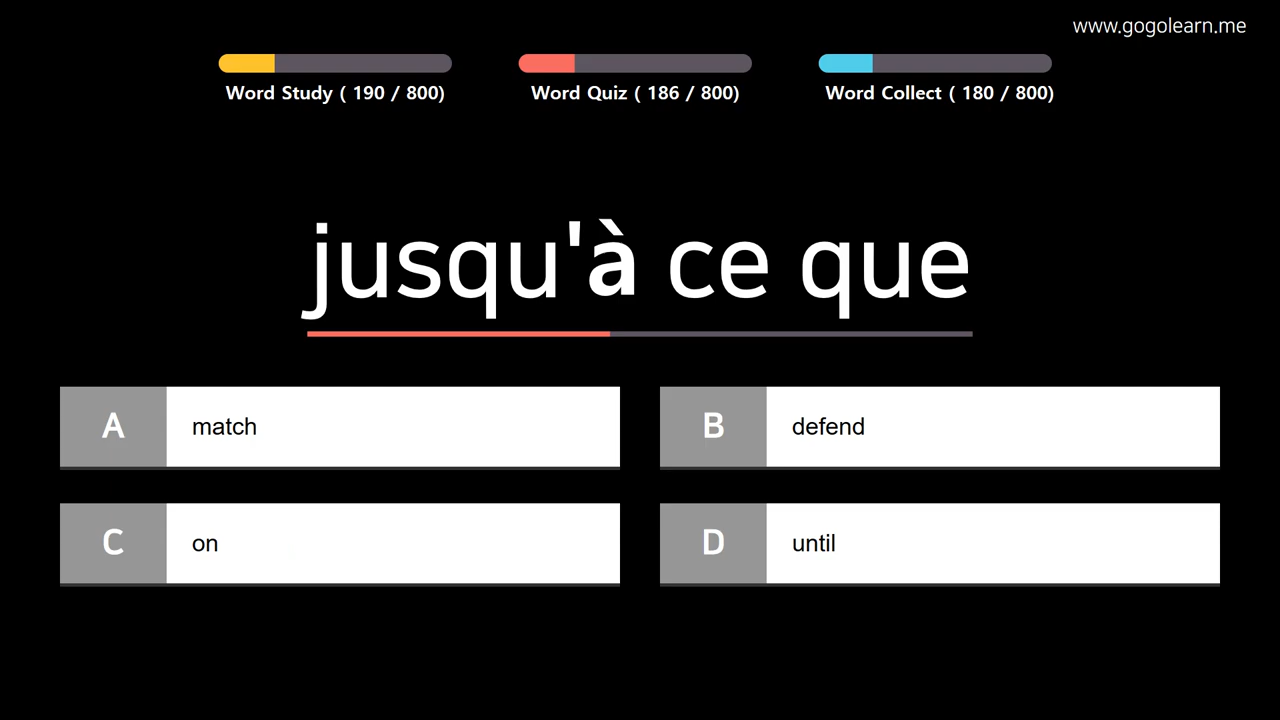 www.gogolearn.me
Word Study ( 190 / 800)
Word Quiz ( 186 / 800)
Word Collect ( 180 / 800)
jusqu'à ce que
A match
B defend
C on
D until